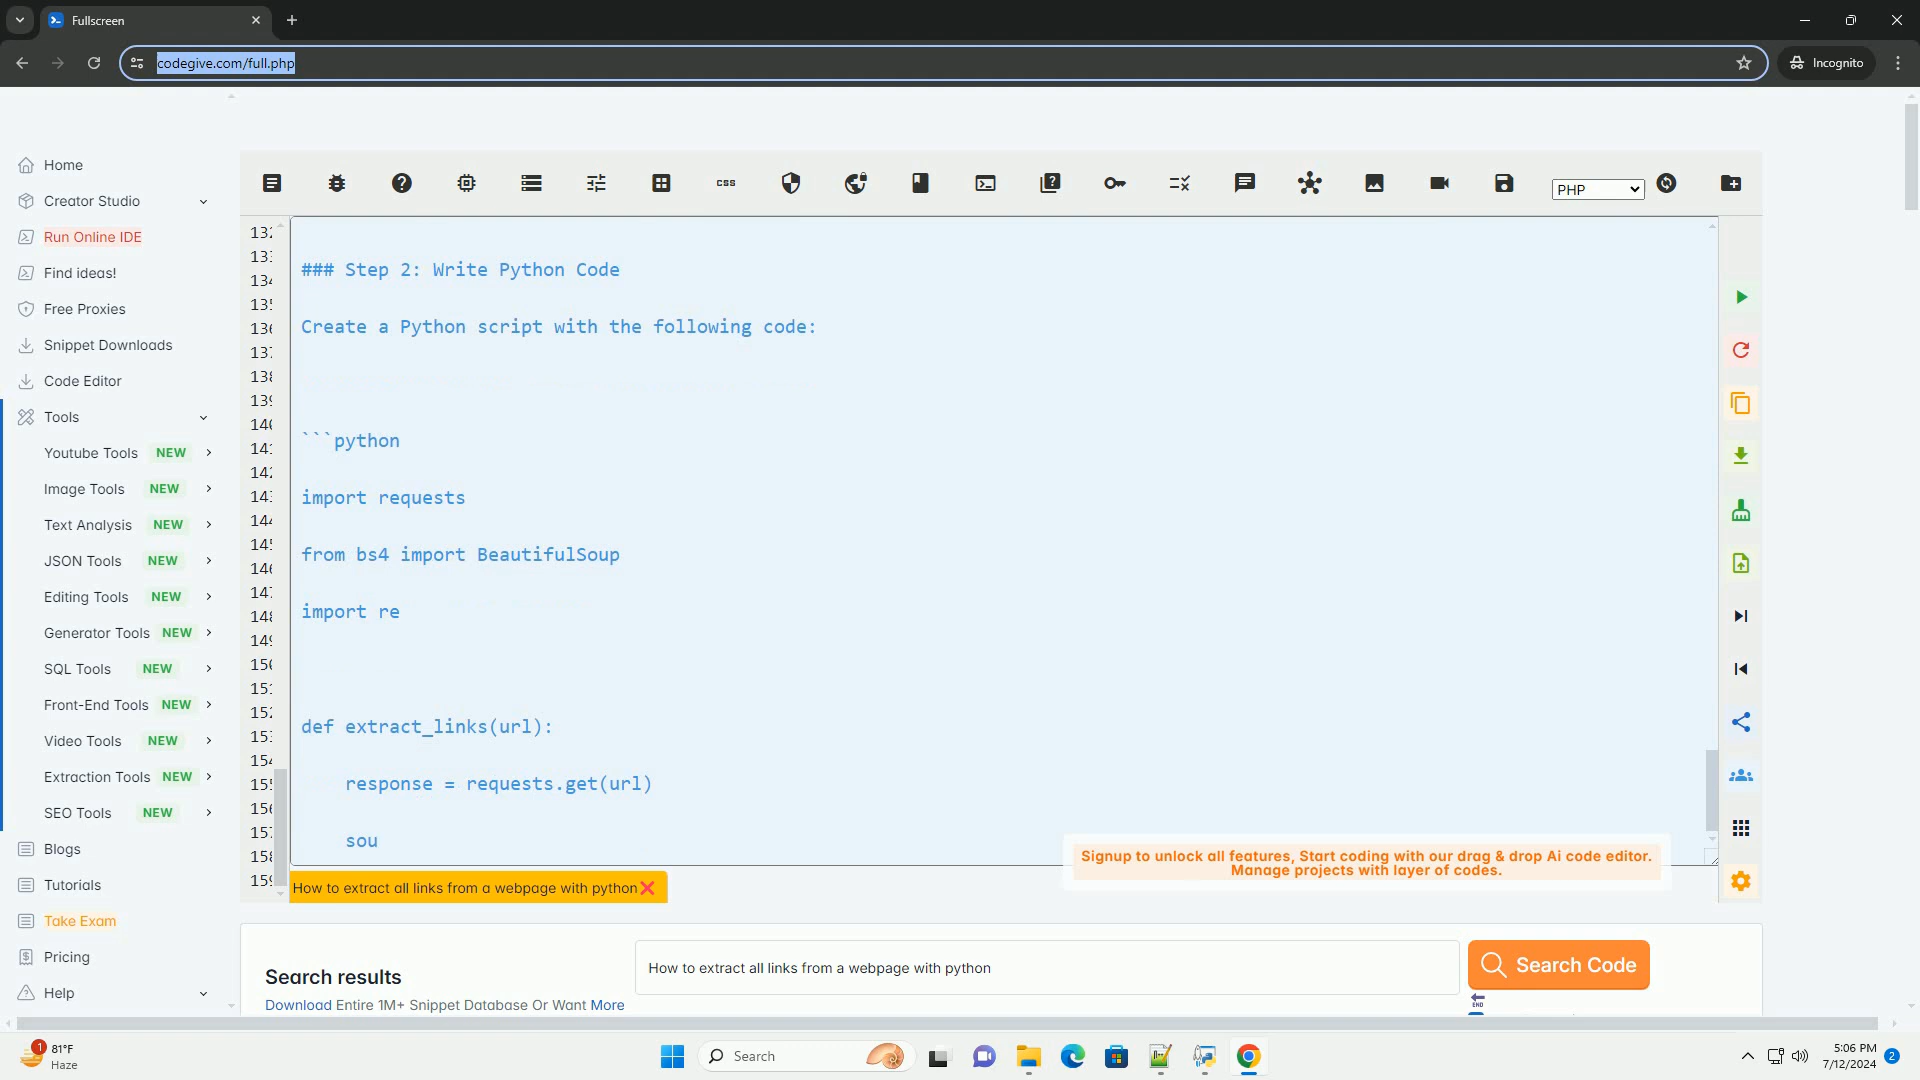 Fullscreen
codegive.com/full.php
Incognito
Home
Creator Studio
Run Online IDE
Find ideas!
Free Proxies
Snippet Downloads
Code Editor
Tools
Youtube Tools NEW
Image Tools NEW
Text Analysis NEW
JSON Tools NEW
Editing Tools NEW
Generator Tools NEW
SQL Tools NEW
Front-End Tools NEW
Video Tools NEW
Extraction Tools NEW
SEO Tools NEW
Blogs
Tutorials
Take Exam
Pricing
Help
css
PHP
### Step 2: Write Python Code
Create a Python script with the following code:
```python
import requests
from bs4 import BeautifulSoup
import re
def extract_links(url):
response = requests.get(url)
sou
Signup to unlock all features, Start coding with our drag & drop Ai code editor.
Manage projects with layer of codes.
How to extract all links from a webpage with python
Search results
Download Entire 1M+ Snippet Database Or Want More
How to extract all links from a webpage with python
Search Code
END
1
81°F
Haze
Search
5:06 PM
7/12/2024
2